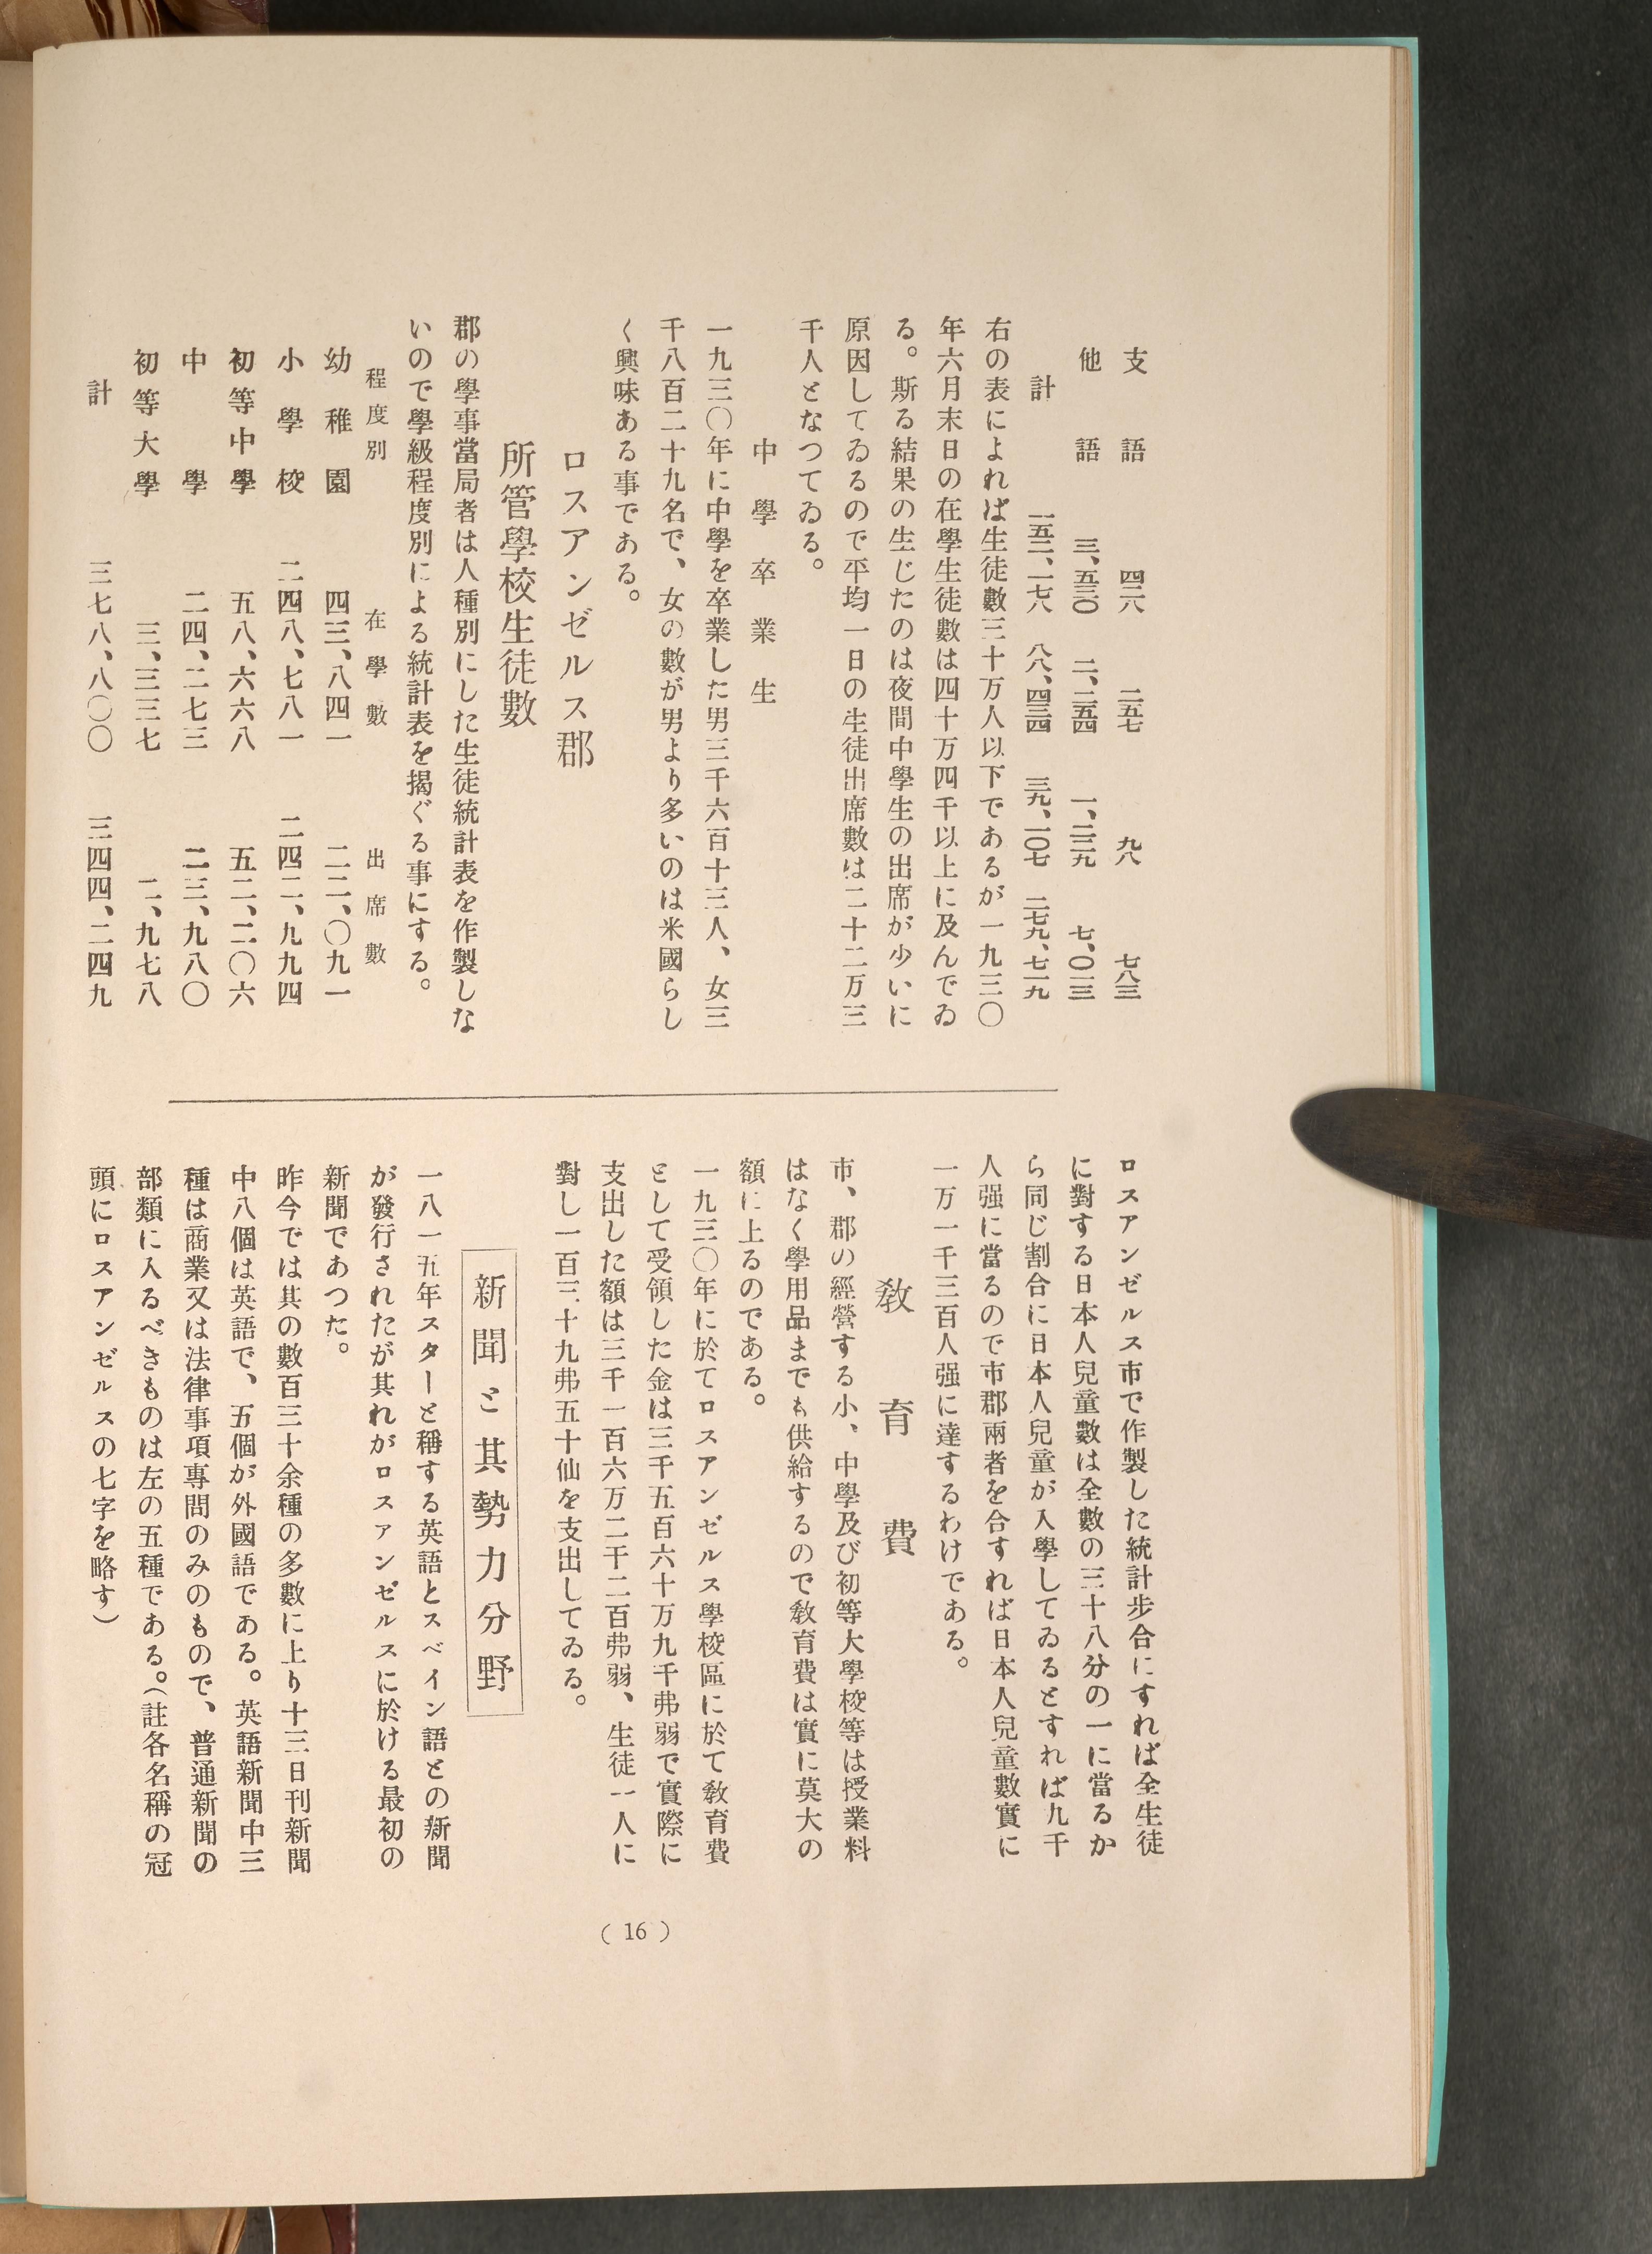 支語　四二六　二五七　九八　七八三
他語　三、五三〇　二、二五四　一、二三九　七、〇二三
計　一五二、一七八　八八、四三四　三九、一〇七　二七九、七一九
右の表によれば生徒數三十万人以下であるが一九三〇
年六月末日の在學生徒數は四十万四千以上に及んでゐ
る。斯る結果の生じたのは夜間中學生の出席が少いに
原因してゐるので平均一日の生徒出席數は二十二万三
千人となつてゐる。
中學卒業生
一九三〇年に中學を卒業した男三千六百十三人、女三
千八百二十九名で、女の數が男より多いのは米國らし
く興味ある事である。
ロスアンゼルス郡
所管學校生徒數
郡の學事當局者は人種別にした生徒統計表を作製しな
いので學級程度別による統計表を揭ぐる事にする。
程度別　在學數　出席數
幼稚園　四三、八四一　二二、〇九一
小學校　二四八、七八一　二四二、九九四
初等中學　五八、六六八　五二、二〇六
中學　二四、二七三　二三、九八〇
初等大學　三、三三七　二、九七八
計　三七八、八〇〇　三四四、二四九
ロスアンゼルス市で作製した統計步合にすれば全生徒
に對する日本人兒童數は全數の三十八分の一に當るか
ら同じ割合に日本人兒童が入學してゐるとすれば九千
人强に當るので市郡兩者を合すれば日本人兒童數實に
一万一千三百人强に達するわけである。
敎育費
市、郡の經營する小、中學及び初等大學校等は授業料
はなく學用品までも供給するので敎育費は實に莫大の
額に上るのである。
一九三〇年に於てロスアンゼルス學校區に於て敎育費
として受領した金は三千五百六十万九千弗弱で實際に
支出した額は三千一百六万二千二百弗弱、生徒一人に
對し一百三十九弗五十仙を支出してゐる。
新聞と其勢力分野
一八一五年スターと稱する英語とスペイン語との新聞
が發行されたが其れがロスアンゼルスに於ける最初の
新聞であつた。
昨今では其の數百三十余種の多數に上り十三日刊新聞
中八個は英語で、五個が外國語である。英語新聞中三
種は商業又は法律事項專問のみのもので、普通新聞の
部類に入るべきものは左の五種である。（註各名稱の冠
頭にロスアンゼルスの七字を略す）
( 16 )